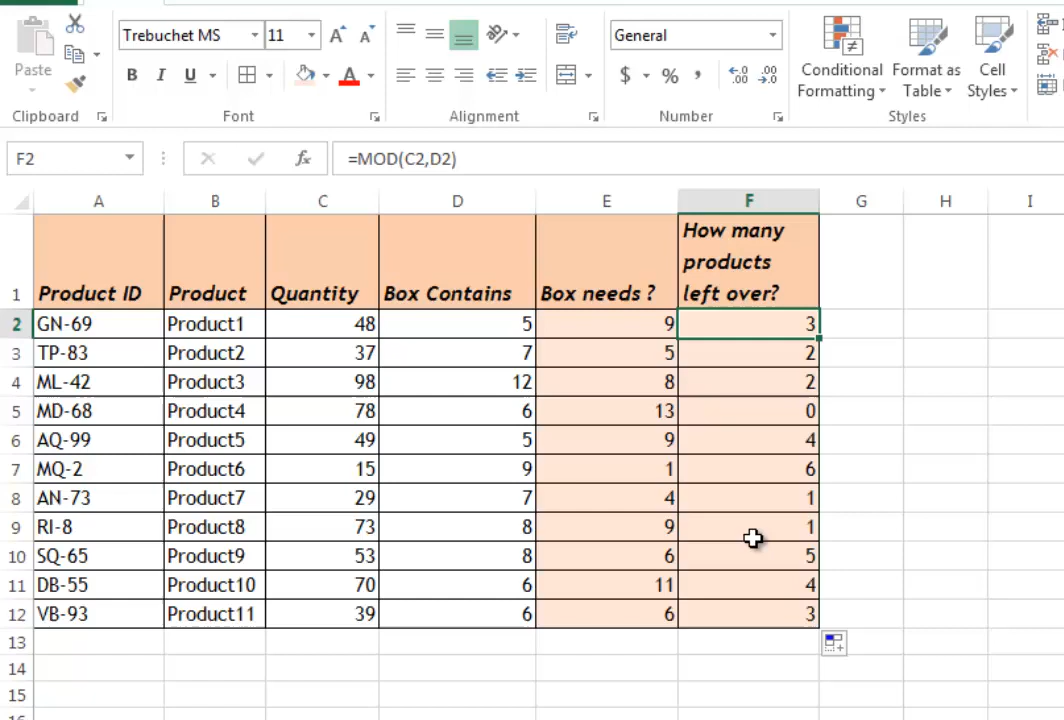 Trebuchet MS 11 A A General
Paste B I U A $ % , .00 .00 Conditional Formatting Format as Table Cell Styles
Clipboard Font Alignment Number Styles
F2 fx =MOD(C2,D2)
A B C D E F G H I
1 Product ID Product Quantity Box Contains Box needs ? How many products left over?
2 GN-69 Product1 48 5 9 3
3 TP-83 Product2 37 7 5 2
4 ML-42 Product3 98 12 8 2
5 MD-68 Product4 78 6 13 0
6 AQ-99 Product5 49 5 9 4
7 MQ-2 Product6 15 9 1 6
8 AN-73 Product7 29 7 4 1
9 RI-8 Product8 73 8 9 1
10 SQ-65 Product9 53 8 6 5
11 DB-55 Product10 70 6 11 4
12 VB-93 Product11 39 6 6 3
13
14
15